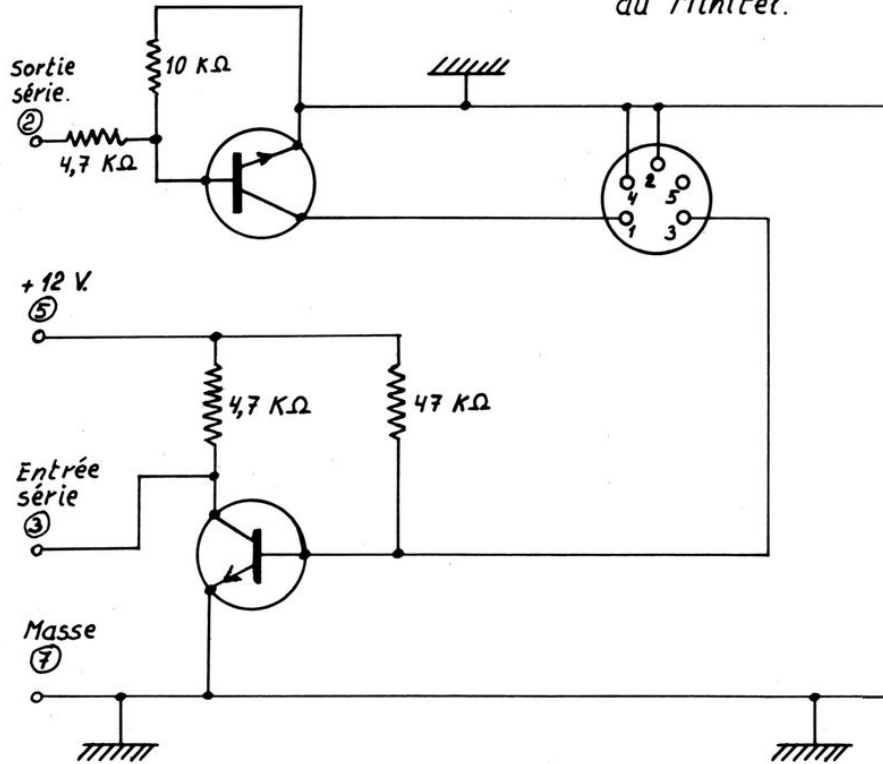 du Minitel.
10 KΩ
Sortie
série.
2
4,7 KΩ
2
4
5
1
3
+ 12 V.
5
4,7 KΩ
47 KΩ
Entrée
série
3
Masse
7